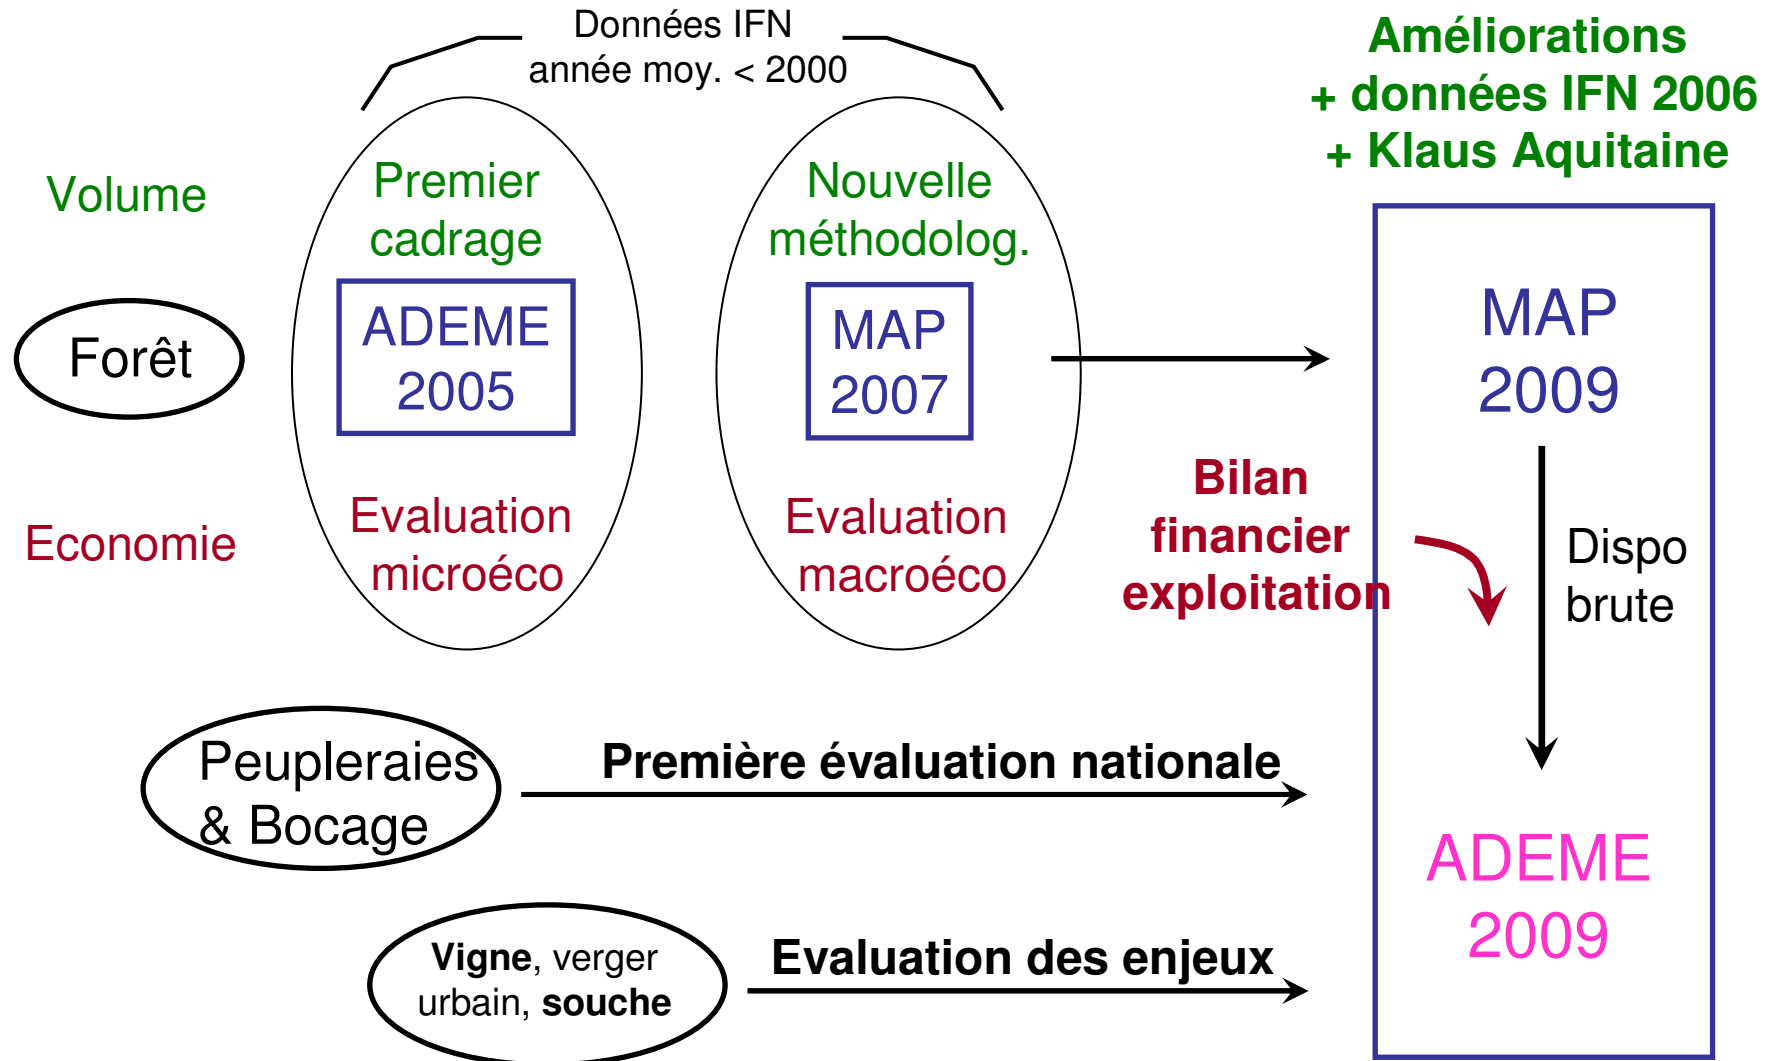 Données IFN
année moy. < 2000
Améliorations
+ données IFN 2006
+ Klaus Aquitaine
Volume
Premier
cadrage
Nouvelle
méthodolog.
Forêt
ADEME
2005
MAP
2007
MAP
2009
Economie
Evaluation
microéco
Evaluation
macroéco
Bilan
financier
exploitation
Dispo
brute
Peupleraies
& Bocage
Première évaluation nationale
ADEME
2009
Vigne, verger
urbain, souche
Evaluation des enjeux